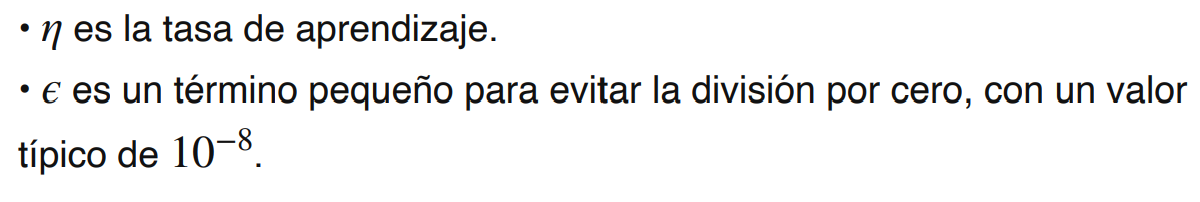 • η es la tasa de aprendizaje.
• ϵ es un término pequeño para evitar la división por cero, con un valor
típico de 10⁻⁸.